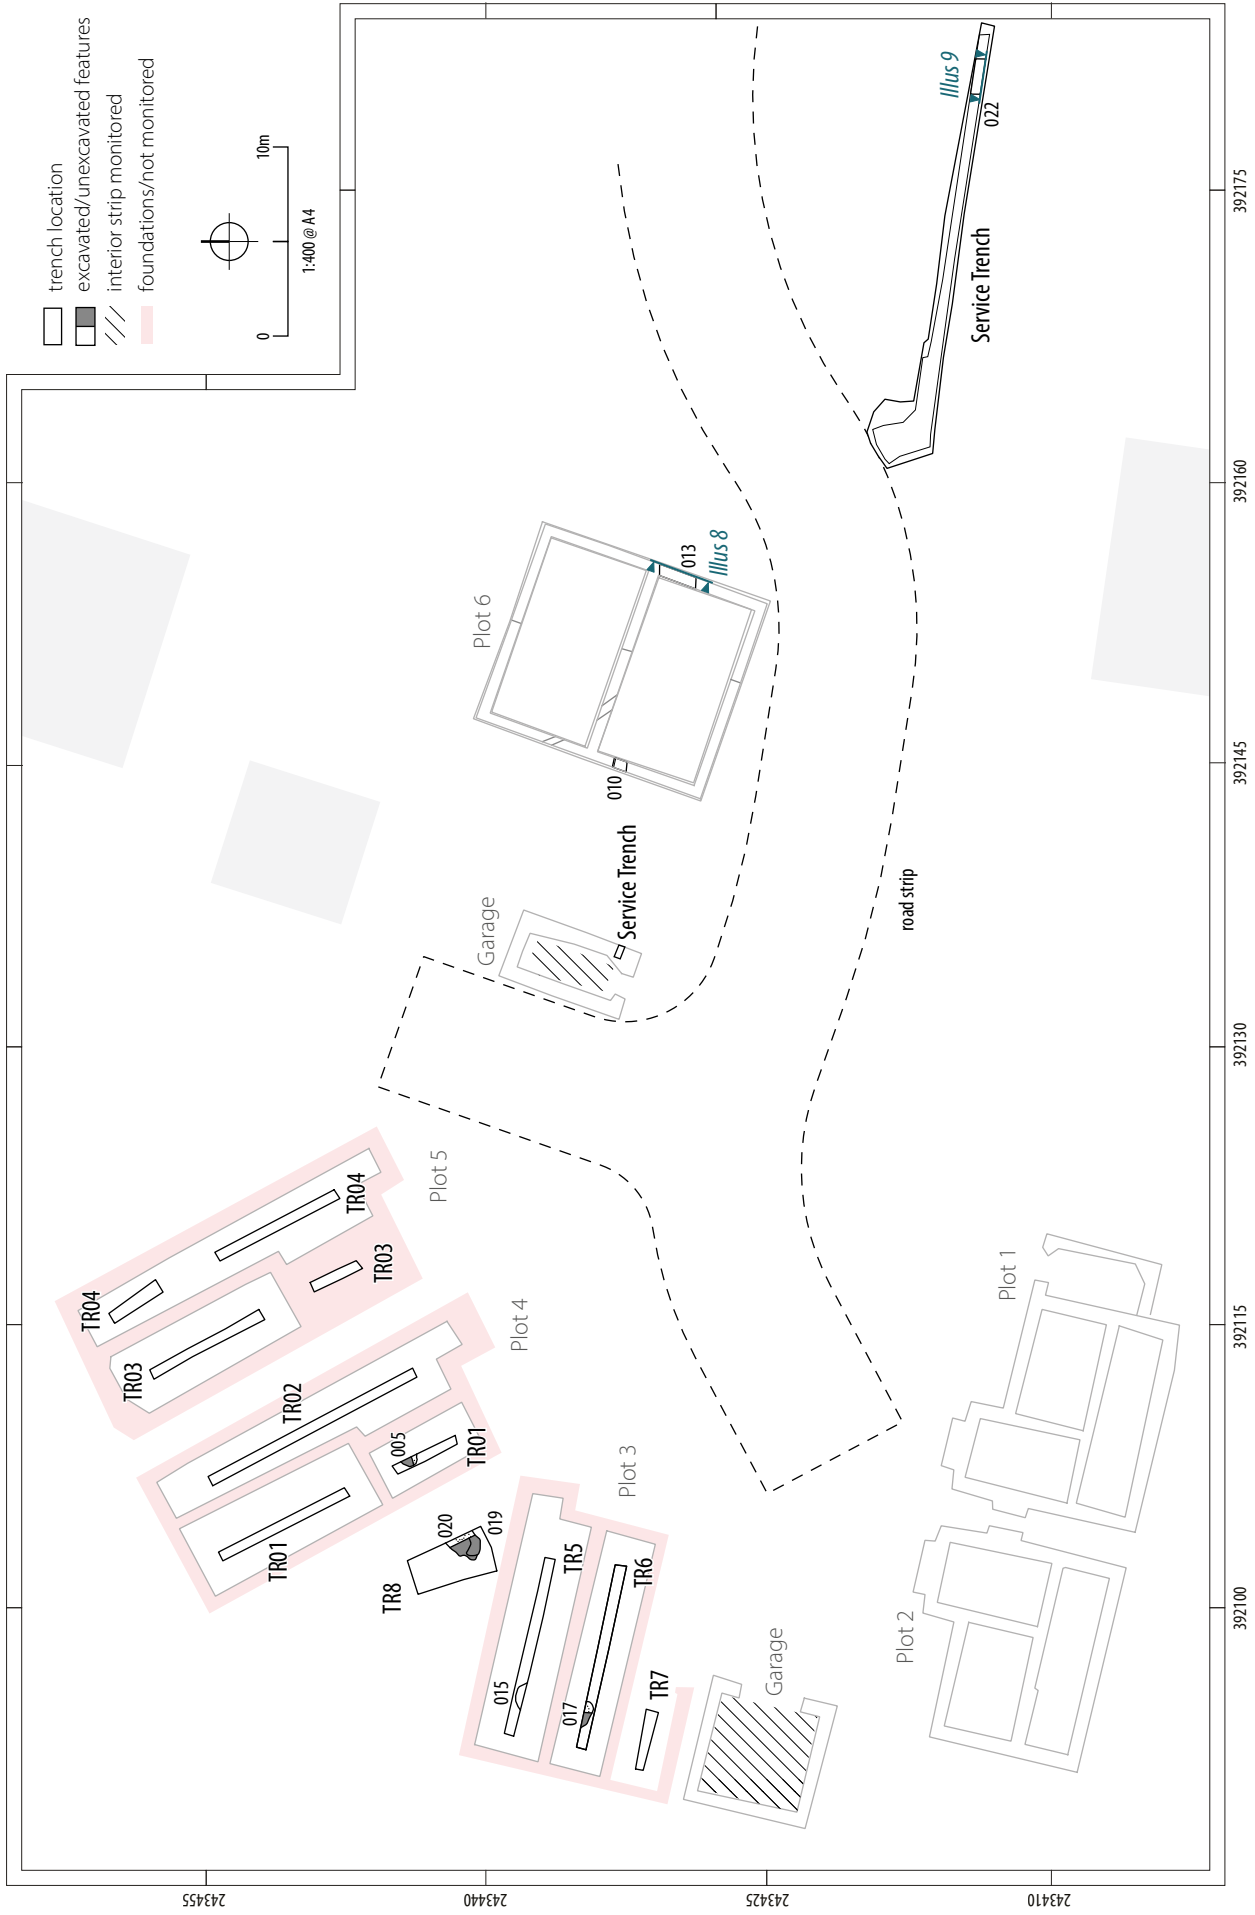 trench location
excavated/unexcavated features
interior strip monitored
foundations/not monitored
0
10m
1:400 @ A4
Illus 9
022
Service Trench
392175
392160
392145
392130
392115
392100
243455
243440
243425
243410
Plot 6
013
Illus 8
010
Service Trench
Garage
road strip
Plot 5
TR04
TR04
TR03
TR03
Plot 4
TR02
TR01
005
TR01
020
019
TR8
Plot 3
TR5
015
TR6
017
TR7
Garage
Plot 1
Plot 2